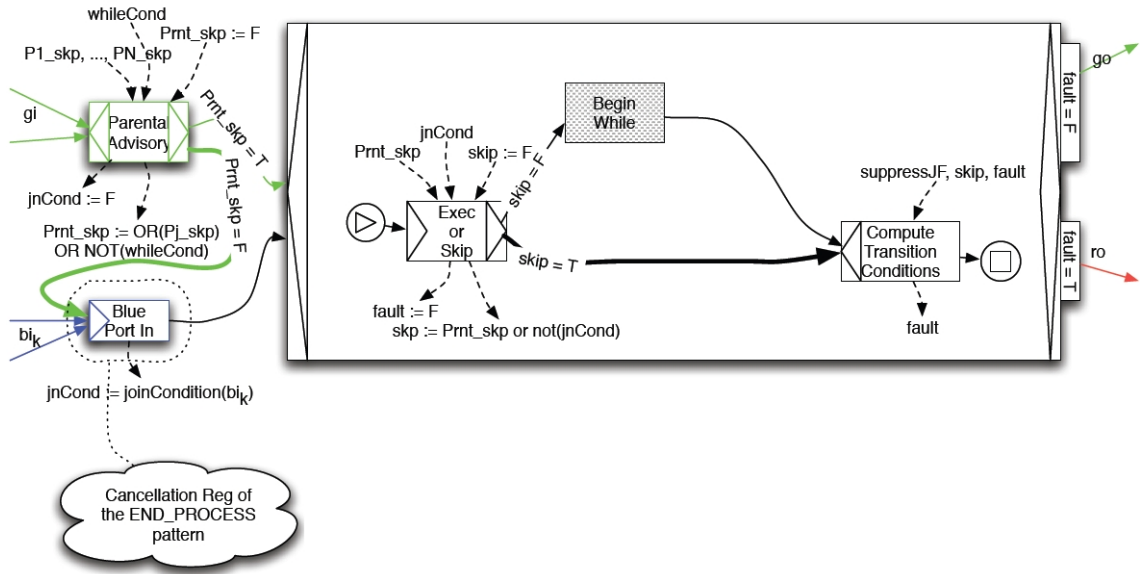 whileCond
Prnt_skp := F
P1_skp, ..., PN_skp
gi
Parental
Advisory
Prnt_skp = T
Prnt_skp = F
jnCond := F
Prnt_skp := OR(Pj_skp)
OR NOT(whileCond)
Blue
Port In
bik
jnCond := joinCondition(bik)
Cancellation Reg of
the END_PROCESS
pattern
Begin
While
jnCond
Prnt_skp
skip := F
skip = F
Exec
or
Skip
skip = T
fault := F
skp := Prnt_skp or not(jnCond)
suppressJF, skip, fault
Compute
Transition
Conditions
fault
fault = F
go
fault = T
ro